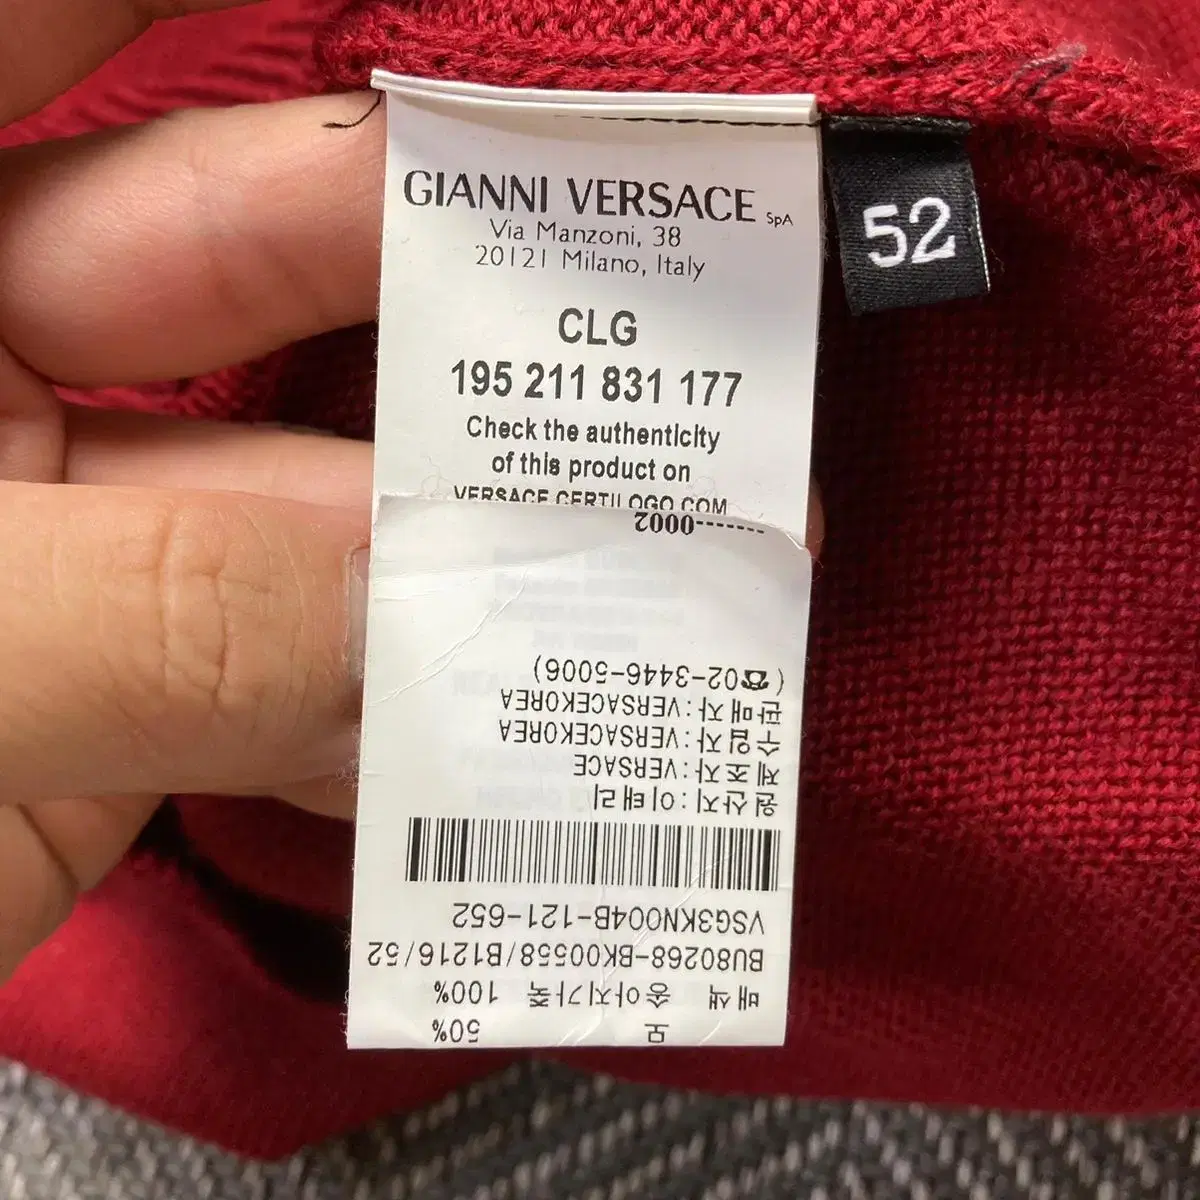 GIANNI VERSACE SpA
Via Manzoni, 38
20121 Milano, Italy
CLG
195 211 831 177
Check the authenticity
of this product on
VERSACE.CERTILOGO.COM
52
모 50%
배색 송아지가죽 100%
BU80268-BK00558/B1216/52
VSG3KN004B-121-652
원산지:이태리
제조자:VERSACE
수입자:VERSACEKOREA
판매자:VERSACEKOREA
(☎02-3446-5006)
-------0002